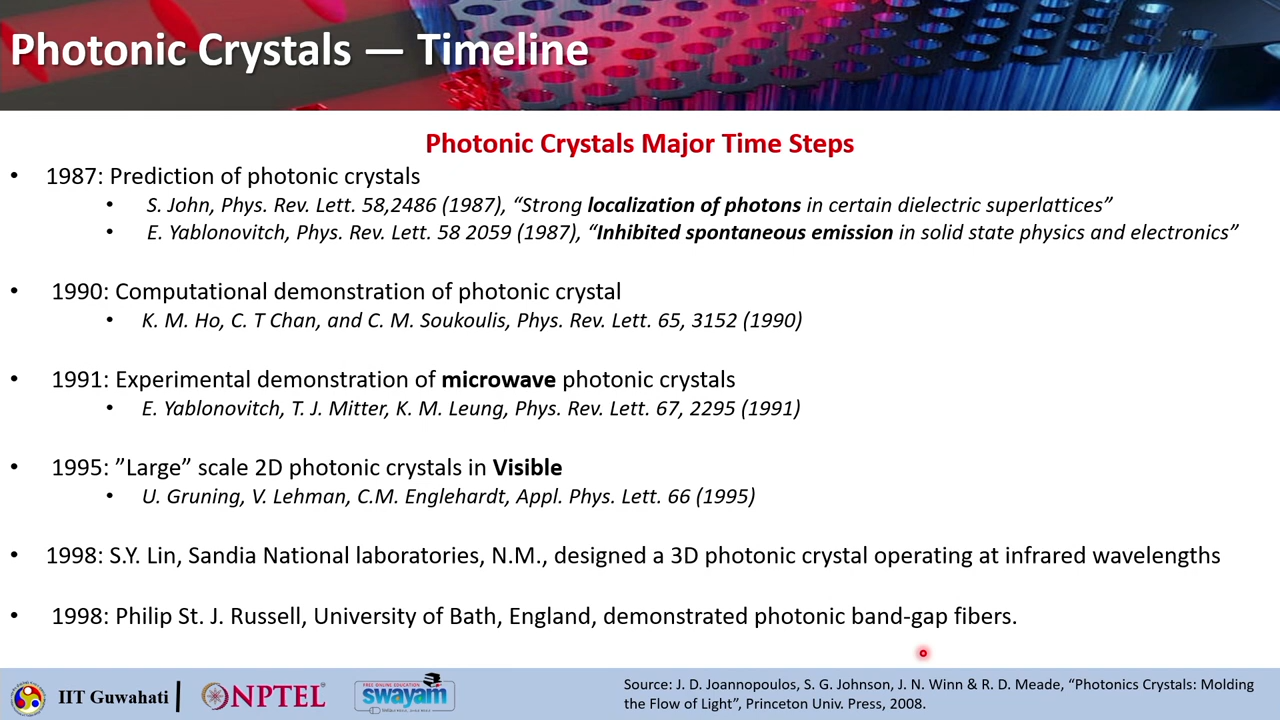 Photonic Crystals — Timeline
Photonic Crystals Major Time Steps
• 1987: Prediction of photonic crystals
• S. John, Phys. Rev. Lett. 58,2486 (1987), “Strong localization of photons in certain dielectric superlattices”
• E. Yablonovitch, Phys. Rev. Lett. 58 2059 (1987), “Inhibited spontaneous emission in solid state physics and electronics”
• 1990: Computational demonstration of photonic crystal
• K. M. Ho, C. T Chan, and C. M. Soukoulis, Phys. Rev. Lett. 65, 3152 (1990)
• 1991: Experimental demonstration of microwave photonic crystals
• E. Yablonovitch, T. J. Mitter, K. M. Leung, Phys. Rev. Lett. 67, 2295 (1991)
• 1995: ”Large” scale 2D photonic crystals in Visible
• U. Gruning, V. Lehman, C.M. Englehardt, Appl. Phys. Lett. 66 (1995)
• 1998: S.Y. Lin, Sandia National laboratories, N.M., designed a 3D photonic crystal operating at infrared wavelengths
• 1998: Philip St. J. Russell, University of Bath, England, demonstrated photonic band-gap fibers.
IIT Guwahati
NPTEL
FREE ONLINE EDUCATION
swayam
Source: J. D. Joannopoulos, S. G. Johnson, J. N. Winn & R. D. Meade, “Photonics Crystals: Molding
the Flow of Light”, Princeton Univ. Press, 2008.